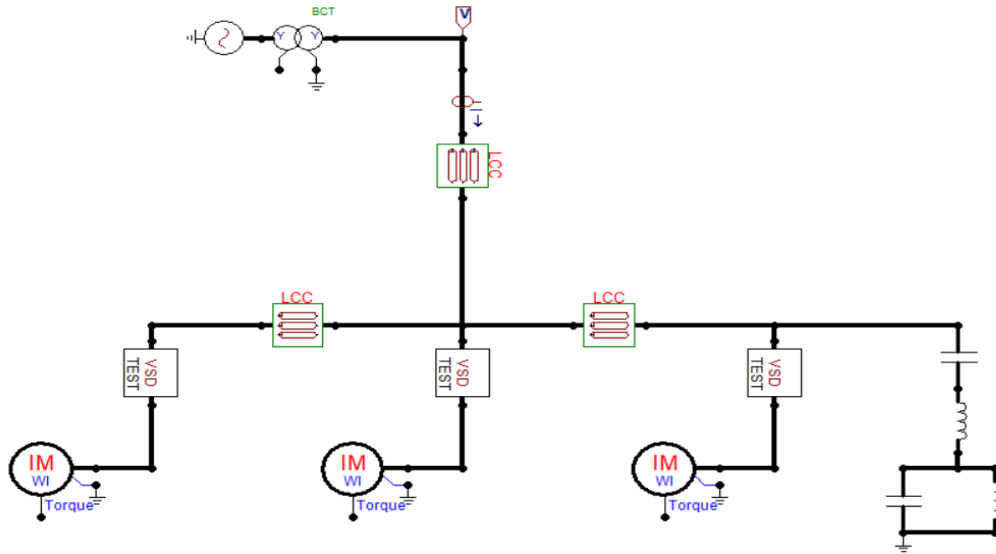 BCT
Y Y
V
I
LCC
LCC
LCC
VSD
TEST
VSD
TEST
VSD
TEST
IM
WI
Torque
IM
WI
Torque
IM
WI
Torque